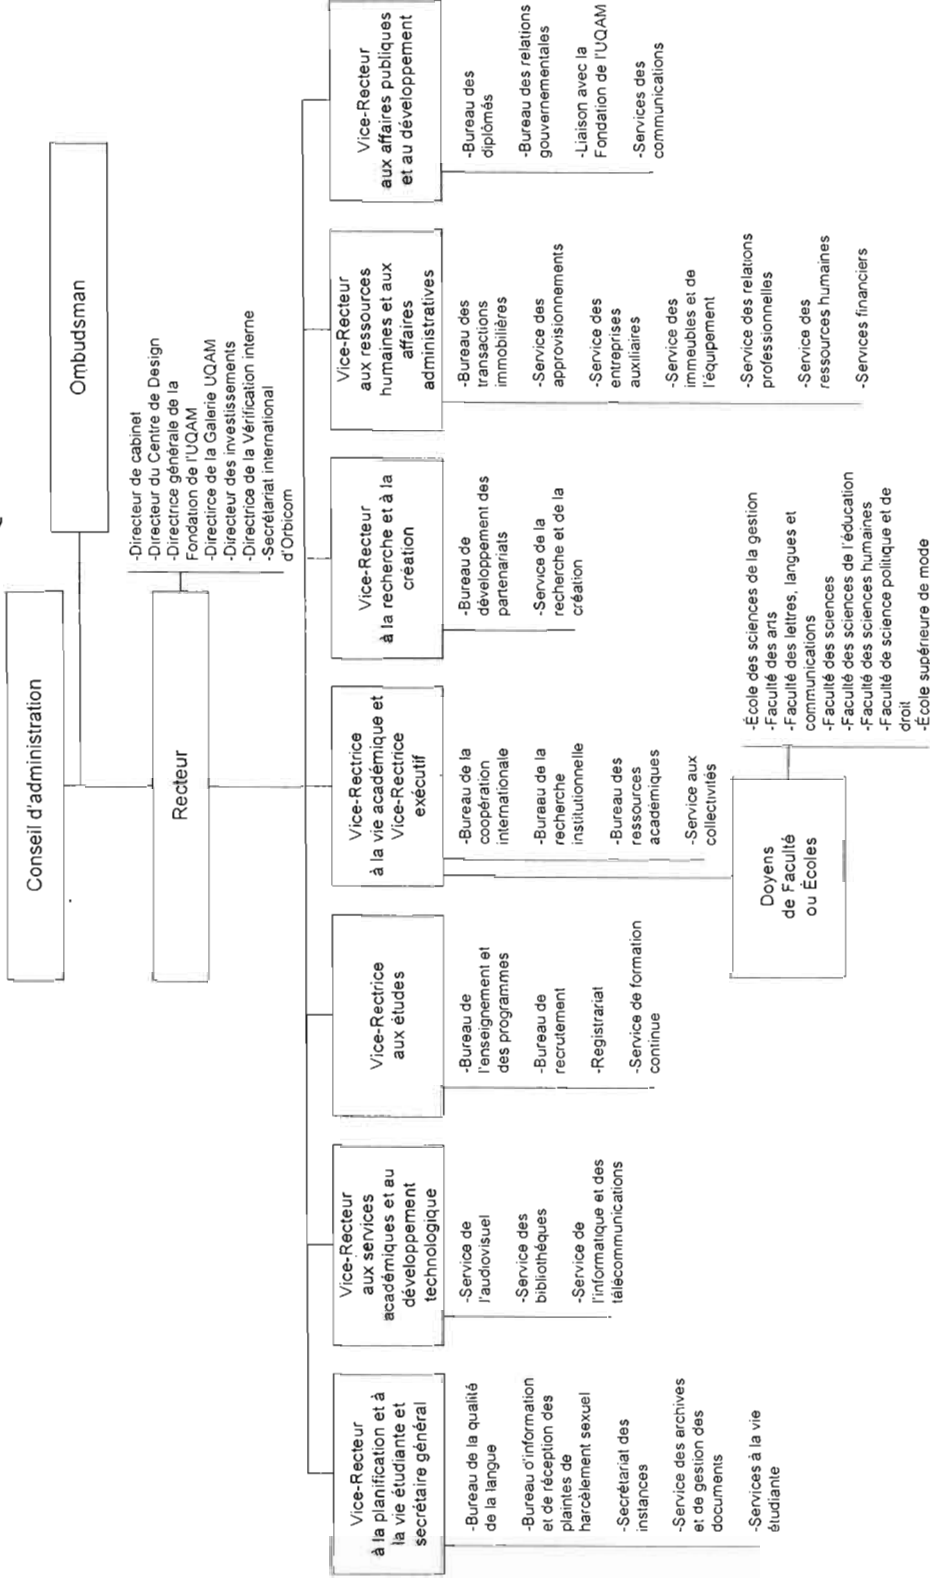 Conseil d'administration
Ombudsman
Recteur
-Directeur de cabinet
-Directeur du Centre de Design
-Directrice générale de la
Fondation de l'UQAM
-Directirce de la Galerie UQAM
-Directeur des investissements
-Directrice de la Vérification interne
-Secrétariat international
d'Orbicom
Vice-Recteur
à la planification et à
la vie étudiante et
secrétaire général
-Bureau de la qualité
de la langue
-Bureau d'information
et de réception des
plaintes de
harcèlement sexuel
-Secrétariat des
instances
-Service des archives
et de gestion des
documents
-Services à la vie
étudiante
Vice-Recteur
aux services
académiques et au
développement
technologique
-Service de
l'audiovisuel
-Service des
bibliothèques
-Service de
l'informatique et des
télécommunications
Vice-Rectrice
aux études
-Bureau de
l'enseignement et
des programmes
-Bureau de
recrutement
-Registrariat
-Service de formation
continue
Vice-Rectrice
à la vie académique et
Vice-Rectrice
exécutif
-Bureau de la
coopération
internationale
-Bureau de la
recherche
institutionnelle
-Bureau des
ressources
académiques
-Service aux
collectivités
Doyens
de Faculté
ou Écoles
-École des sciences de la gestion
-Faculté des arts
-Faculté des lettres, langues et
communications
-Faculté des sciences
-Faculté des sciences de l'éducation
-Faculté des sciences humaines
-Faculté de science politique et de
droit
-École supérieure de mode
Vice-Recteur
à la recherche et à la
création
-Bureau de
développement des
partenariats
-Service de la
recherche et de la
création
Vice-Recteur
aux ressources
humaines et aux
affaires
administratives
-Bureau des
transactions
immobilières
-Service des
approvisionnements
-Service des
entreprises
auxiliaires
-Service des
immeubles et de
l'équipement
-Service des relations
professionnelles
-Service des
ressources humaines
-Services financiers
Vice-Recteur
aux affaires publiques
et au développement
-Bureau des
diplômés
-Bureau des relations
gouvernementales
-Liaison avec la
Fondation de l'UQAM
-Services des
communications